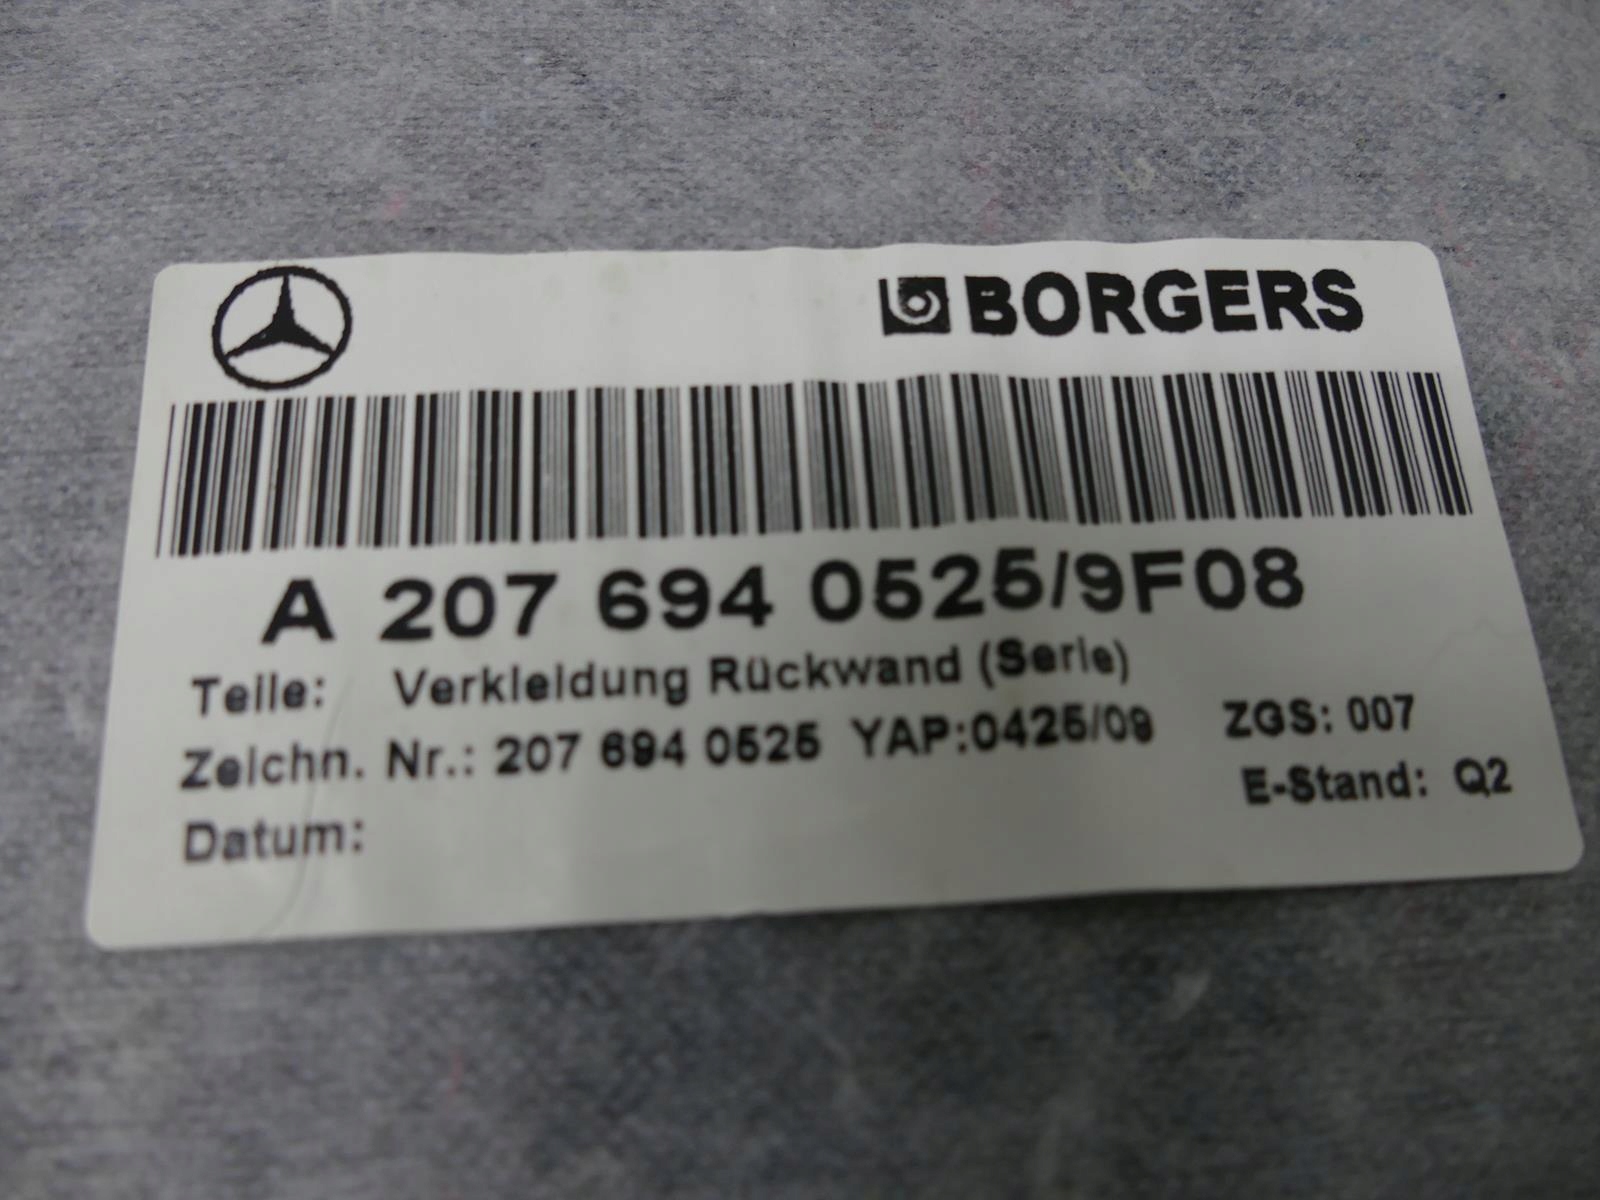 BORGERS
A 207 694 0525/9F08
Teile: Verkleidung Rückwand (Serie)
Zeichn. Nr.: 207 694 0525 YAP:0425/09 ZGS: 007
E-Stand: Q2
Datum: